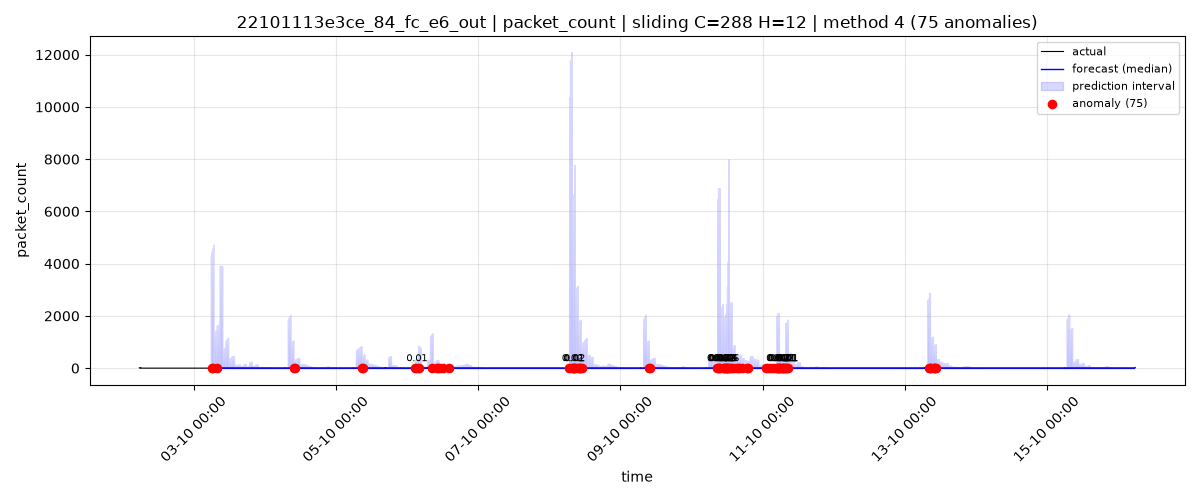 22101113e3ce_84_fc_e6_out | packet_count | sliding C=288 H=12 | method 4 (75 anomalies)
actual
forecast (median)
prediction interval
anomaly (75)
packet_count
12000
10000
8000
6000
4000
2000
0
0.01
03-10 00:00
05-10 00:00
07-10 00:00
09-10 00:00
11-10 00:00
13-10 00:00
15-10 00:00
time